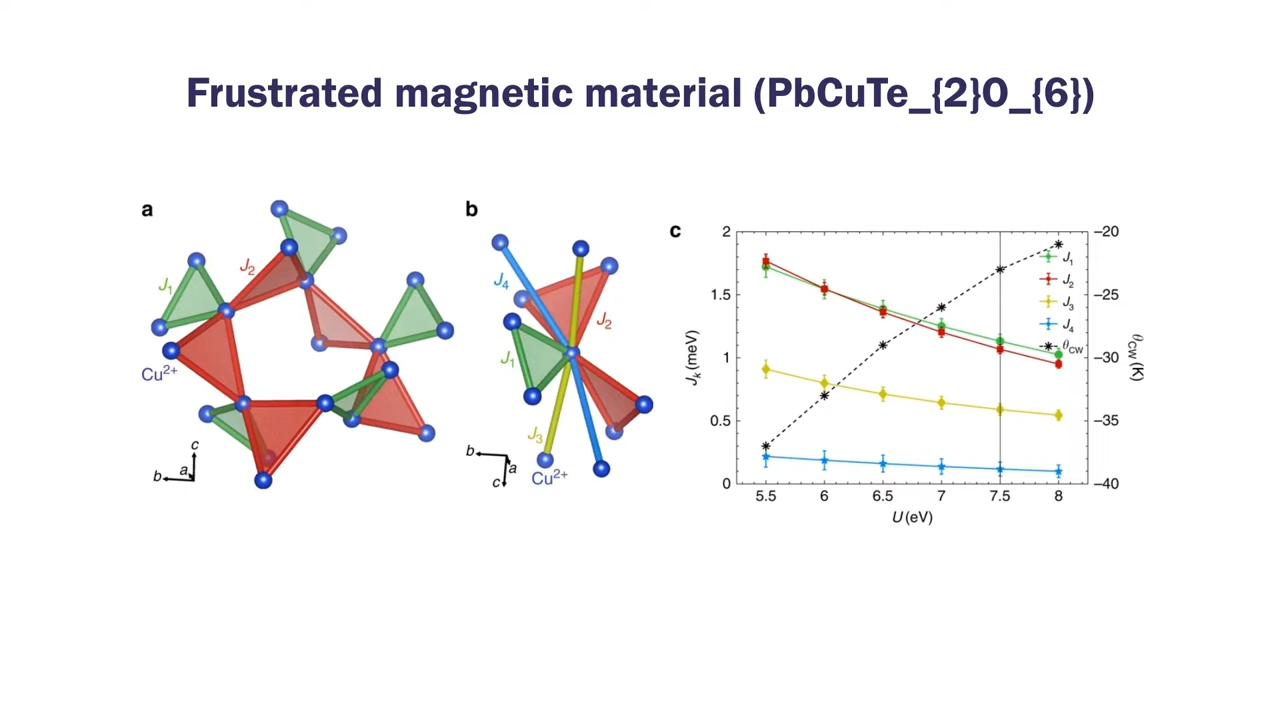 Frustrated magnetic material (PbCuTe_{2}O_{6})
a
J1
J2
Cu2+
c
b
a
b
J4
J2
J1
J3
Cu2+
b
a
c
c
2
1.5
1
0.5
0
Jk (meV)
5.5 6 6.5 7 7.5 8
U (eV)
J1
J2
J3
J4
θCW
–20
–25
–30
–35
–40
θCW (K)